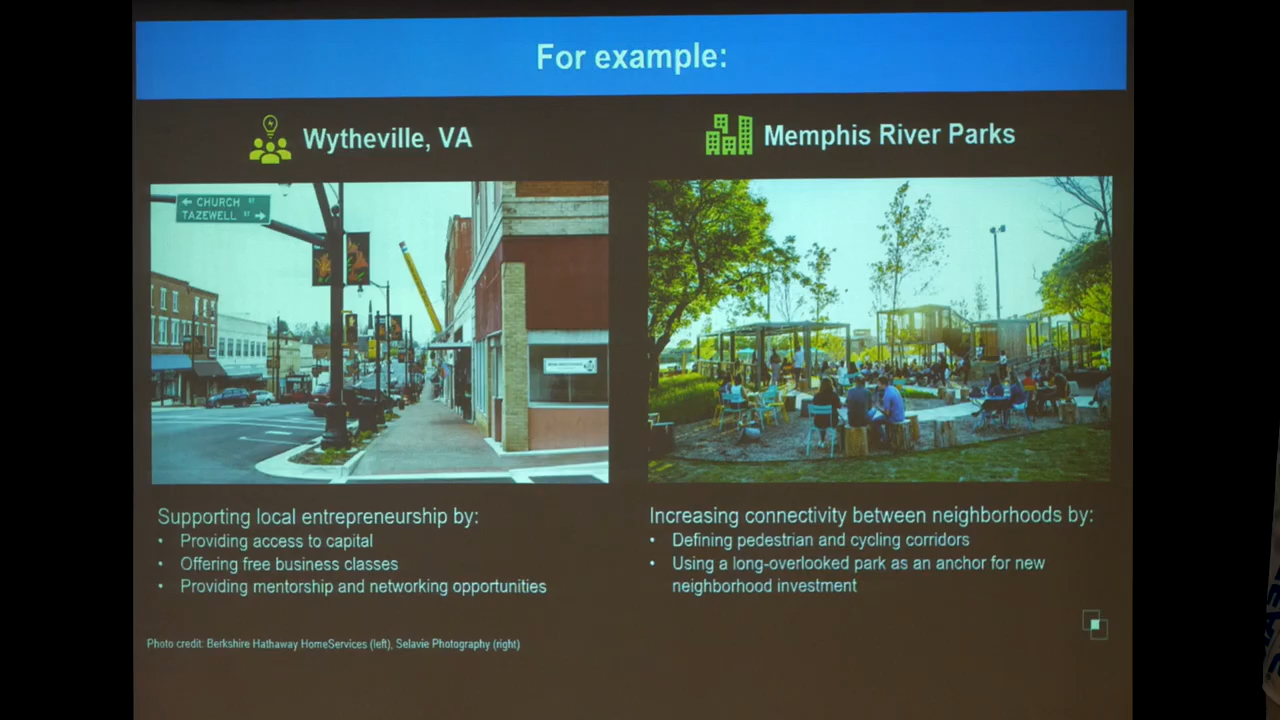 For example:
Wytheville, VA
← CHURCH ST
TAZEWELL ST →
Supporting local entrepreneurship by:
• Providing access to capital
• Offering free business classes
• Providing mentorship and networking opportunities
Memphis River Parks
Increasing connectivity between neighborhoods by:
• Defining pedestrian and cycling corridors
• Using a long-overlooked park as an anchor for new
neighborhood investment
Photo credit: Berkshire Hathaway HomeServices (left), Selavie Photography (right)